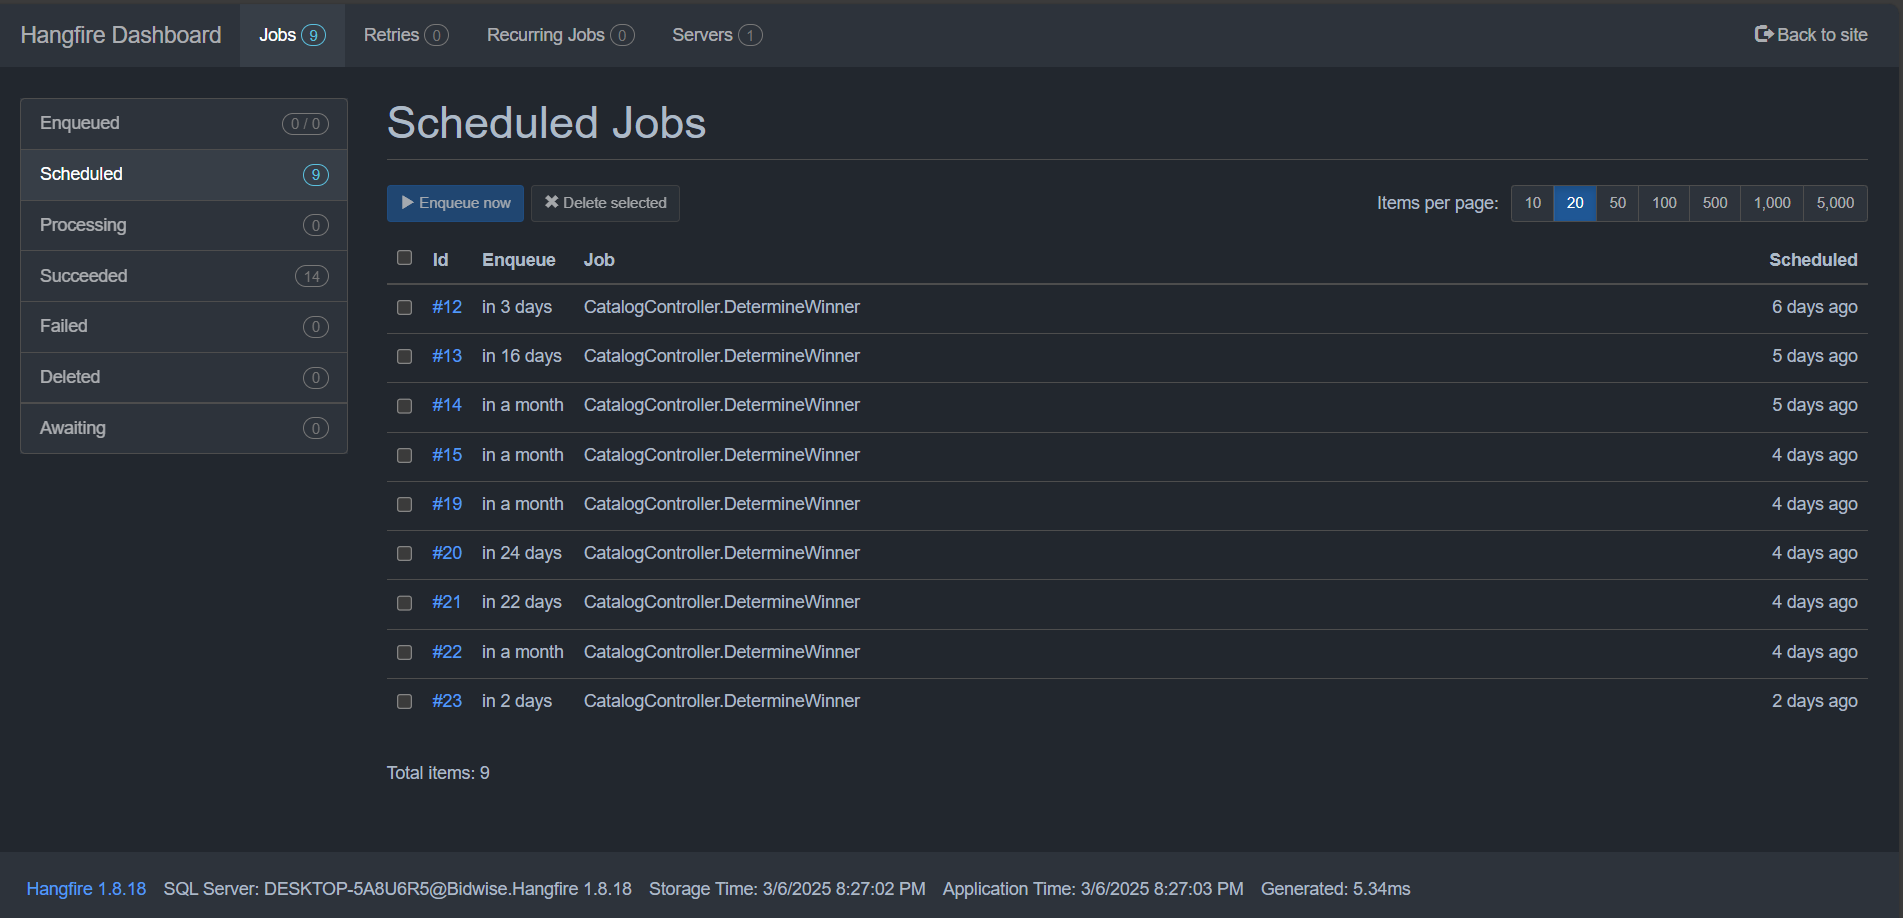 Hangfire Dashboard Jobs 9 Retries 0 Recurring Jobs 0 Servers 1 Back to site
Enqueued 0 / 0
Scheduled 9
Processing 0
Succeeded 14
Failed 0
Deleted 0
Awaiting 0
Scheduled Jobs
Enqueue now Delete selected Items per page: 10 20 50 100 500 1,000 5,000
Id Enqueue Job Scheduled
#12 in 3 days CatalogController.DetermineWinner 6 days ago
#13 in 16 days CatalogController.DetermineWinner 5 days ago
#14 in a month CatalogController.DetermineWinner 5 days ago
#15 in a month CatalogController.DetermineWinner 4 days ago
#19 in a month CatalogController.DetermineWinner 4 days ago
#20 in 24 days CatalogController.DetermineWinner 4 days ago
#21 in 22 days CatalogController.DetermineWinner 4 days ago
#22 in a month CatalogController.DetermineWinner 4 days ago
#23 in 2 days CatalogController.DetermineWinner 2 days ago
Total items: 9
Hangfire 1.8.18 SQL Server: DESKTOP-5A8U6R5@Bidwise.Hangfire 1.8.18 Storage Time: 3/6/2025 8:27:02 PM Application Time: 3/6/2025 8:27:03 PM Generated: 5.34ms